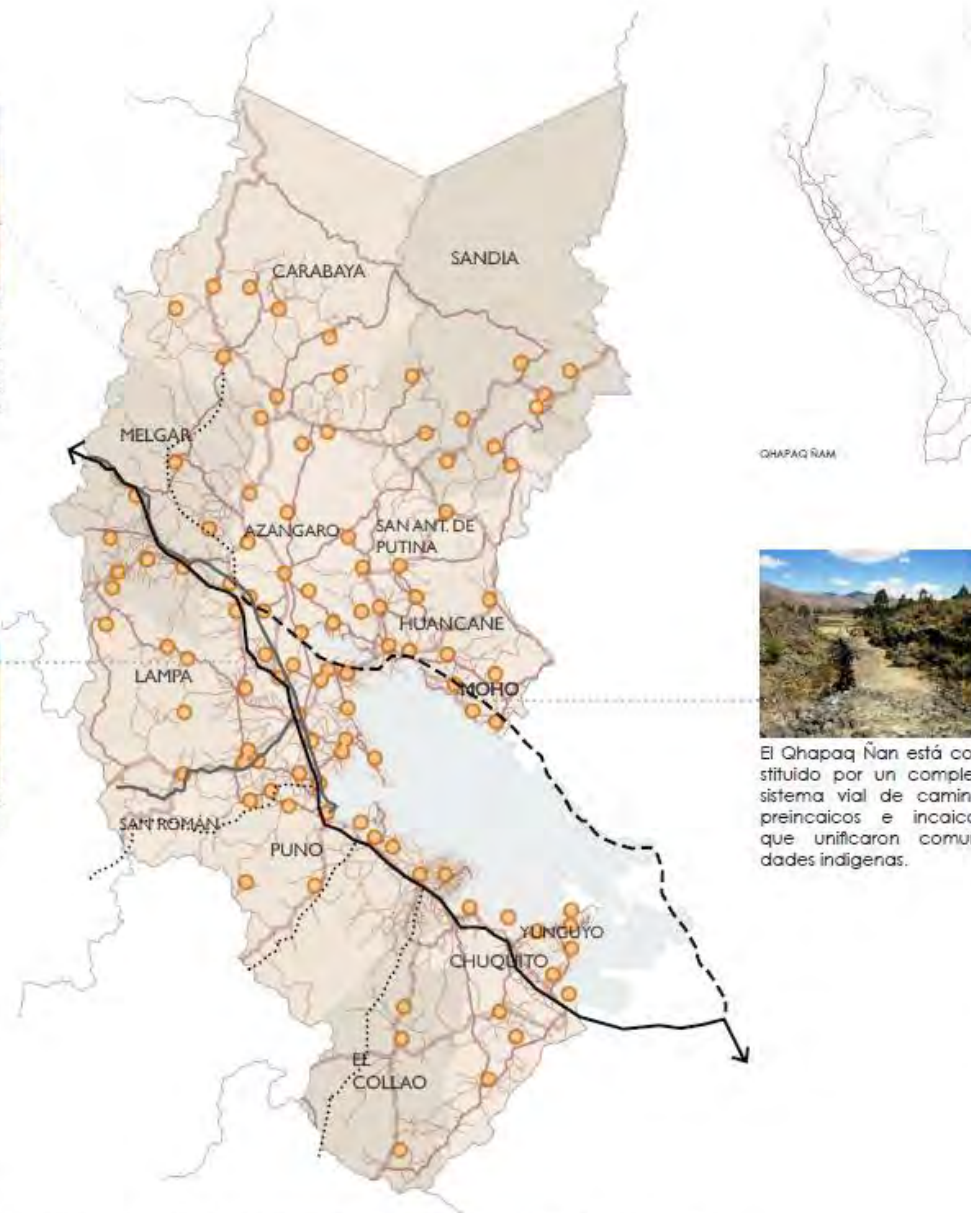 CARABAYA
SANDIA
MELGAR
QHAPAQ ÑAM
AZANGARO
SAN ANT. DE
PUTINA
HUANCANE
LAMPA
MOHO
El Qhapaq Ñan está co
stituido por un comple
sistema vial de camin
preincaicos e incaic
que unificaron comu
dades indigenas.
SAN ROMÁN
PUNO
YUNGUYO
CHUQUITO
EL
COLLAO